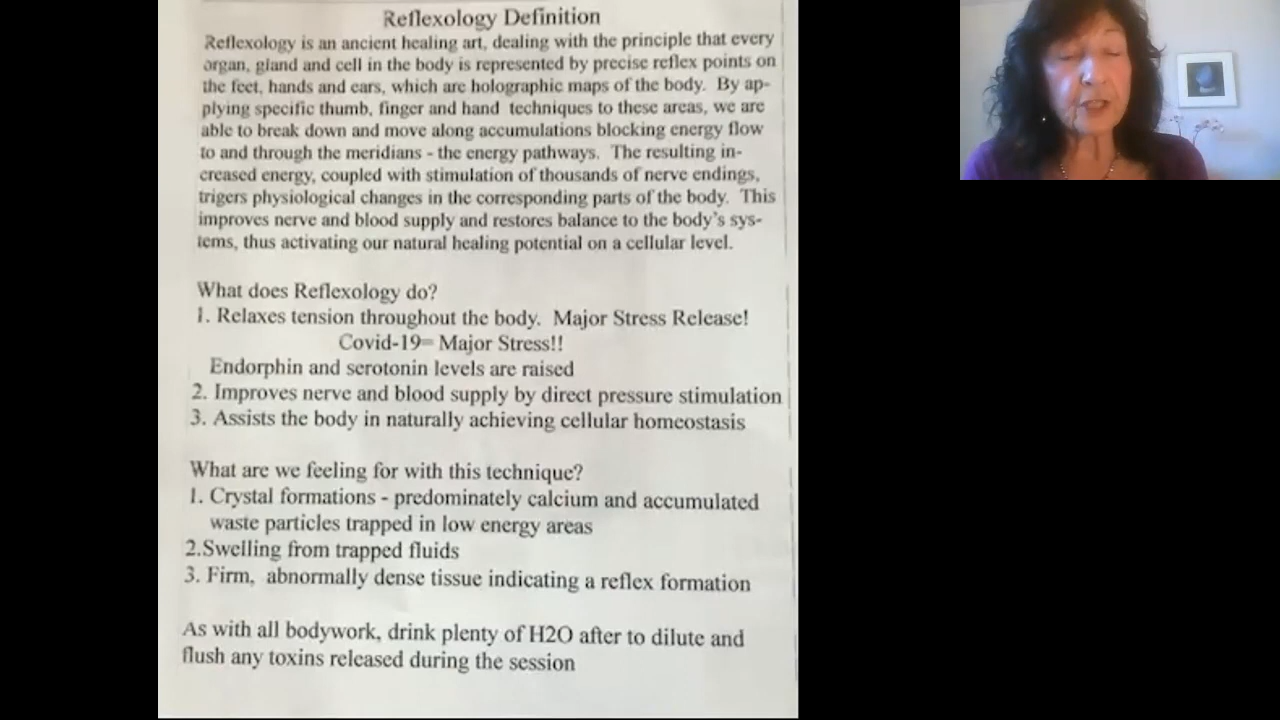 Reflexology Definition
Reflexology is an ancient healing art, dealing with the principle that every
organ, gland and cell in the body is represented by precise reflex points on
the feet, hands and ears, which are holographic maps of the body.  By ap-
plying specific thumb, finger and hand  techniques to these areas, we are
able to break down and move along accumulations blocking energy flow
to and through the meridians - the energy pathways.  The resulting in-
creased energy, coupled with stimulation of thousands of nerve endings,
trigers physiological changes in the corresponding parts of the body.  This
improves nerve and blood supply and restores balance to the body's sys-
tems, thus activating our natural healing potential on a cellular level.
What does Reflexology do?
1. Relaxes tension throughout the body.  Major Stress Release!
Covid-19= Major Stress!!
Endorphin and serotonin levels are raised
2. Improves nerve and blood supply by direct pressure stimulation
3. Assists the body in naturally achieving cellular homeostasis
What are we feeling for with this technique?
1. Crystal formations - predominately calcium and accumulated
waste particles trapped in low energy areas
2.Swelling from trapped fluids
3. Firm,  abnormally dense tissue indicating a reflex formation
As with all bodywork, drink plenty of H2O after to dilute and
flush any toxins released during the session